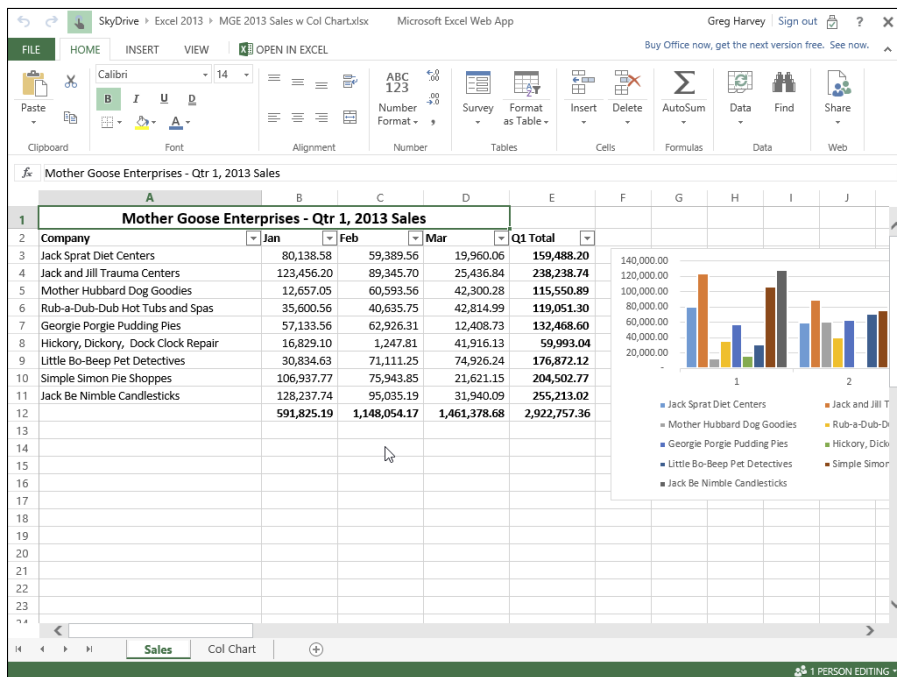 SkyDrive ▸ Excel 2013 ▸ MGE 2013 Sales w Col Chart.xlsx Microsoft Excel Web App Greg Harvey Sign out ?
FILE HOME INSERT VIEW OPEN IN EXCEL Buy Office now, get the next version free. See now.
Calibri 14
ABC
123
B I U D
Paste Number Format Survey Format as Table Insert Delete AutoSum Data Find Share
Clipboard Font Alignment Number Tables Cells Formulas Data Web
fx Mother Goose Enterprises - Qtr 1, 2013 Sales
A B C D E F G H I J
1 Mother Goose Enterprises - Qtr 1, 2013 Sales
2 Company Jan Feb Mar Q1 Total
3 Jack Sprat Diet Centers 80,138.58 59,389.56 19,960.06 159,488.20
4 Jack and Jill Trauma Centers 123,456.20 89,345.70 25,436.84 238,238.74
5 Mother Hubbard Dog Goodies 12,657.05 60,593.56 42,300.28 115,550.89
6 Rub-a-Dub-Dub Hot Tubs and Spas 35,600.56 40,635.75 42,814.99 119,051.30
7 Georgie Porgie Pudding Pies 57,133.56 62,926.31 12,408.73 132,468.60
8 Hickory, Dickory, Dock Clock Repair 16,829.10 1,247.81 41,916.13 59,993.04
9 Little Bo-Beep Pet Detectives 30,834.63 71,111.25 74,926.24 176,872.12
10 Simple Simon Pie Shoppes 106,937.77 75,943.85 21,621.15 204,502.77
11 Jack Be Nimble Candlesticks 128,237.74 95,035.19 31,940.09 255,213.02
12 591,825.19 1,148,054.17 1,461,378.68 2,922,757.36
13
14
15
16
17
18
19
20
21
22
23
140,000.00
120,000.00
100,000.00
80,000.00
60,000.00
40,000.00
20,000.00
-
1 2
Jack Sprat Diet Centers Jack and Jill T
Mother Hubbard Dog Goodies Rub-a-Dub-D
Georgie Porgie Pudding Pies Hickory, Dick
Little Bo-Beep Pet Detectives Simple Simon
Jack Be Nimble Candlesticks
Sales Col Chart
1 PERSON EDITING